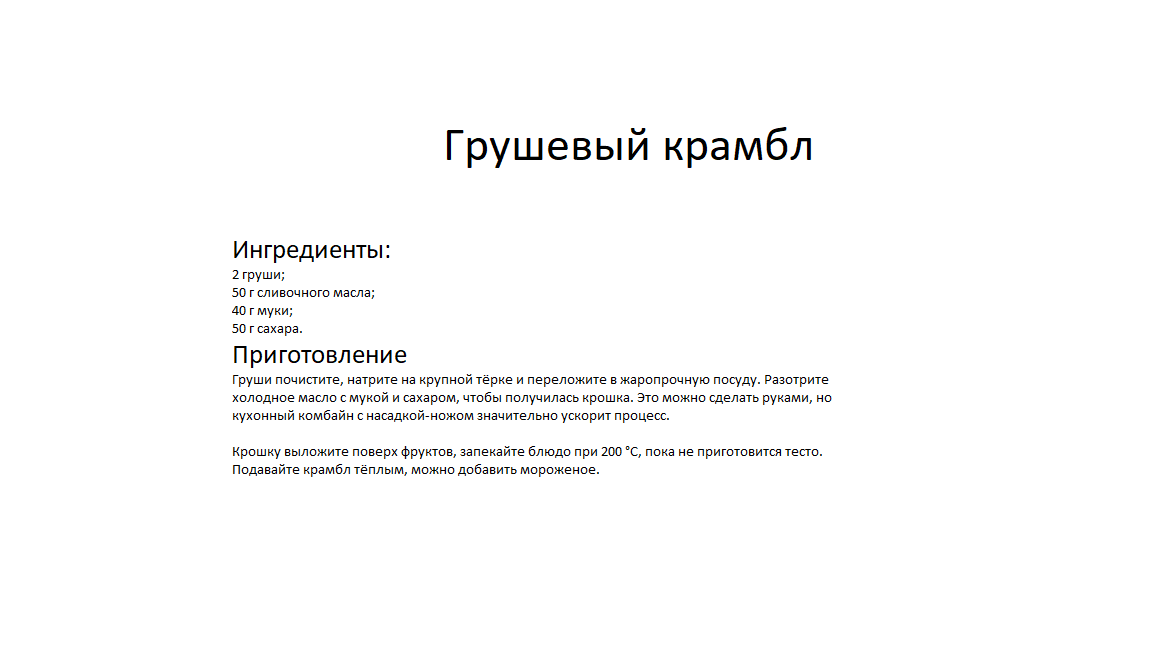 Грушевый крамбл
Ингредиенты:
2 груши;
50 г сливочного масла;
40 г муки;
50 г сахара.
Приготовление
Груши почистите, натрите на крупной тёрке и переложите в жаропрочную посуду. Разотрите
холодное масло с мукой и сахаром, чтобы получилась крошка. Это можно сделать руками, но
кухонный комбайн с насадкой-ножом значительно ускорит процесс.
Крошку выложите поверх фруктов, запекайте блюдо при 200 °С, пока не приготовится тесто.
Подавайте крамбл тёплым, можно добавить мороженое.